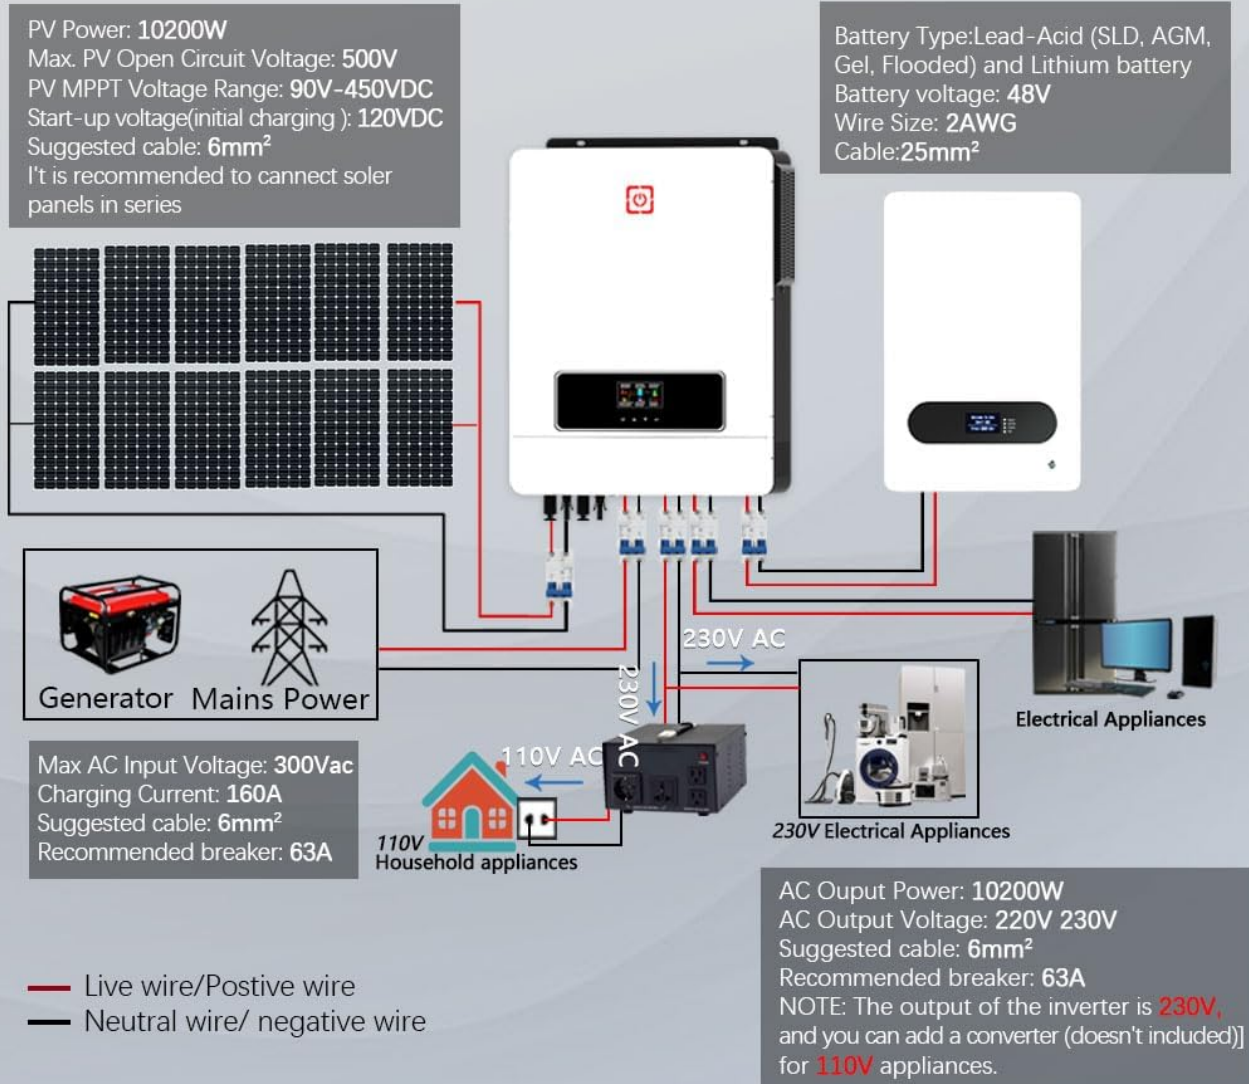 PV Power: 10200W
Max. PV Open Circuit Voltage: 500V
PV MPPT Voltage Range: 90V-450VDC
Start-up voltage(initial charging ): 120VDC
Suggested cable: 6mm²
I't is recommended to cannect soler
panels in series
Battery Type:Lead-Acid (SLD, AGM,
Gel, Flooded) and Lithium battery
Battery voltage: 48V
Wire Size: 2AWG
Cable:25mm²
Generator
Mains Power
230V AC
230V AC
110V AC
Electrical Appliances
Max AC Input Voltage: 300Vac
Charging Current: 160A
Suggested cable: 6mm²
Recommended breaker: 63A
110V
Household appliances
230V Electrical Appliances
AC Ouput Power: 10200W
AC Output Voltage: 220V 230V
Suggested cable: 6mm²
Recommended breaker: 63A
NOTE: The output of the inverter is 230V,
and you can add a converter (doesn't included)]
for 110V appliances.
Live wire/Postive wire
Neutral wire/ negative wire